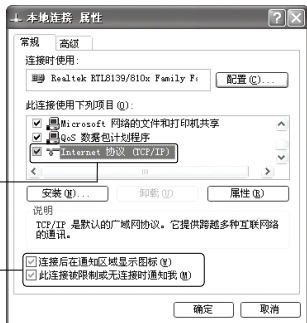 本地连接 属性
常规 高级
连接时使用:
Realtek RTL8139/810x Family F
配置(C)...
此连接使用下列项目(O):
Microsoft 网络的文件和打印机共享
QoS 数据包计划程序
Internet 协议 (TCP/IP)
安装(N)... 卸载(U) 属性(R)
说明
TCP/IP 是默认的广域网协议。它提供跨越多种互联网络
的通讯。
连接后在通知区域显示图标(W)
此连接被限制或无连接时通知我(M)
确定 取消